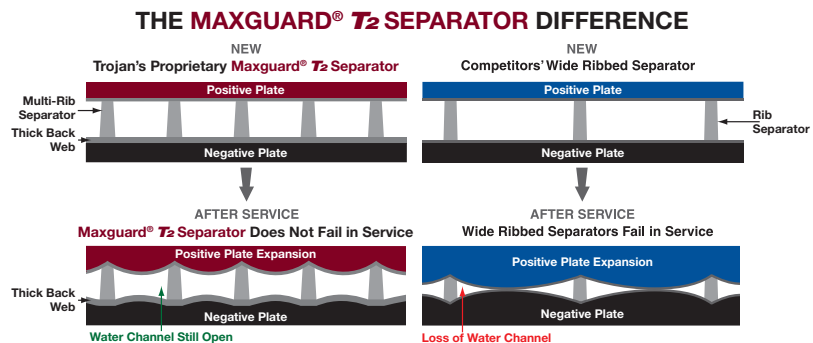 THE MAXGUARD® T2 SEPARATOR DIFFERENCE
NEW
Trojan's Proprietary Maxguard® T2 Separator
Positive Plate
Multi-Rib
Separator
Thick Back
Web
Negative Plate
NEW
Competitors' Wide Ribbed Separator
Positive Plate
Rib
Separator
Negative Plate
AFTER SERVICE
Maxguard® T2 Separator Does Not Fail in Service
Positive Plate Expansion
Thick Back
Web
Negative Plate
Water Channel Still Open
AFTER SERVICE
Wide Ribbed Separators Fail in Service
Positive Plate Expansion
Negative Plate
Loss of Water Channel